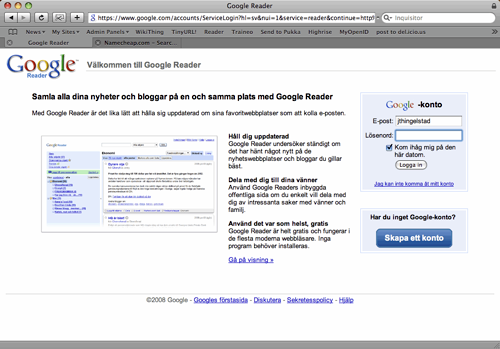 Google Reader
https://www.google.com/accounts/ServiceLogin?hl=sv&nui=1&service=reader&continue=http
Inquisitor
News My Sites Admin Panels WikiThing TinyURL! Reader Trainee Send to Pukka Highrise MyOpenID post to del.icio.us
Google Reader Namecheap.com - Searc...
Google Reader Välkommen till Google Reader
Samla alla dina nyheter och bloggar på en och samma plats med Google Reader
Med Google Reader är det lika lätt att hålla sig uppdaterad om sina favoritwebbplatser som att kolla e-posten.
Håll dig uppdaterad
Google Reader undersöker ständigt om
det har hänt något nytt på de
nyhetswebbplatser och bloggar du gillar
bäst.
Dela med dig till dina vänner
Använd Google Readers inbyggda
offentliga sida om du enkelt vill dela med
dig av intressanta saker med vänner och
familj.
Använd det var som helst, gratis
Google Reader är helt gratis och fungerar i
de flesta moderna webbläsare. Inga
program behöver installeras.
Gå på visning »
Google -konto
E-post: jthingelstad
Lösenord:
Kom ihåg mig på den
här datorn.
Logga in
Jag kan inte komma åt mitt konto
Har du inget Google-konto?
Skapa ett konto
©2008 Google - Googles förstasida - Diskutera - Sekretesspolicy - Hjälp